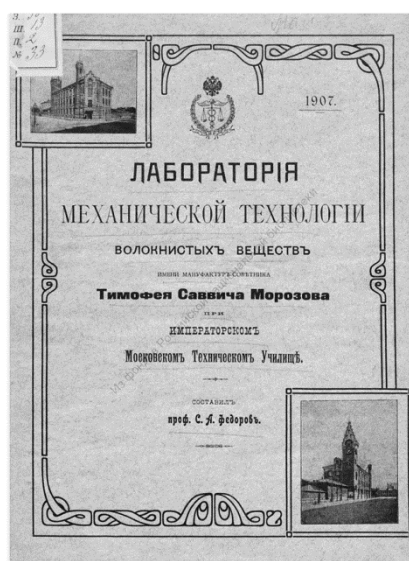 1907.
ЛАБОРАТОРІЯ
МЕХАНИЧЕСКОЙ ТЕХНОЛОГІИ
ВОЛОКНИСТЫХЪ ВЕЩЕСТВЪ
ИМЕНИ МАНУФАКТУРЪ-СОВѢТНИКА
Тимофея Саввича Морозова
ПРИ
ИМПЕРАТОРСКОМЪ
Московскомъ Техническомъ Училищѣ.
СОСТАВИЛЪ
проф. С. А. Федоровъ.